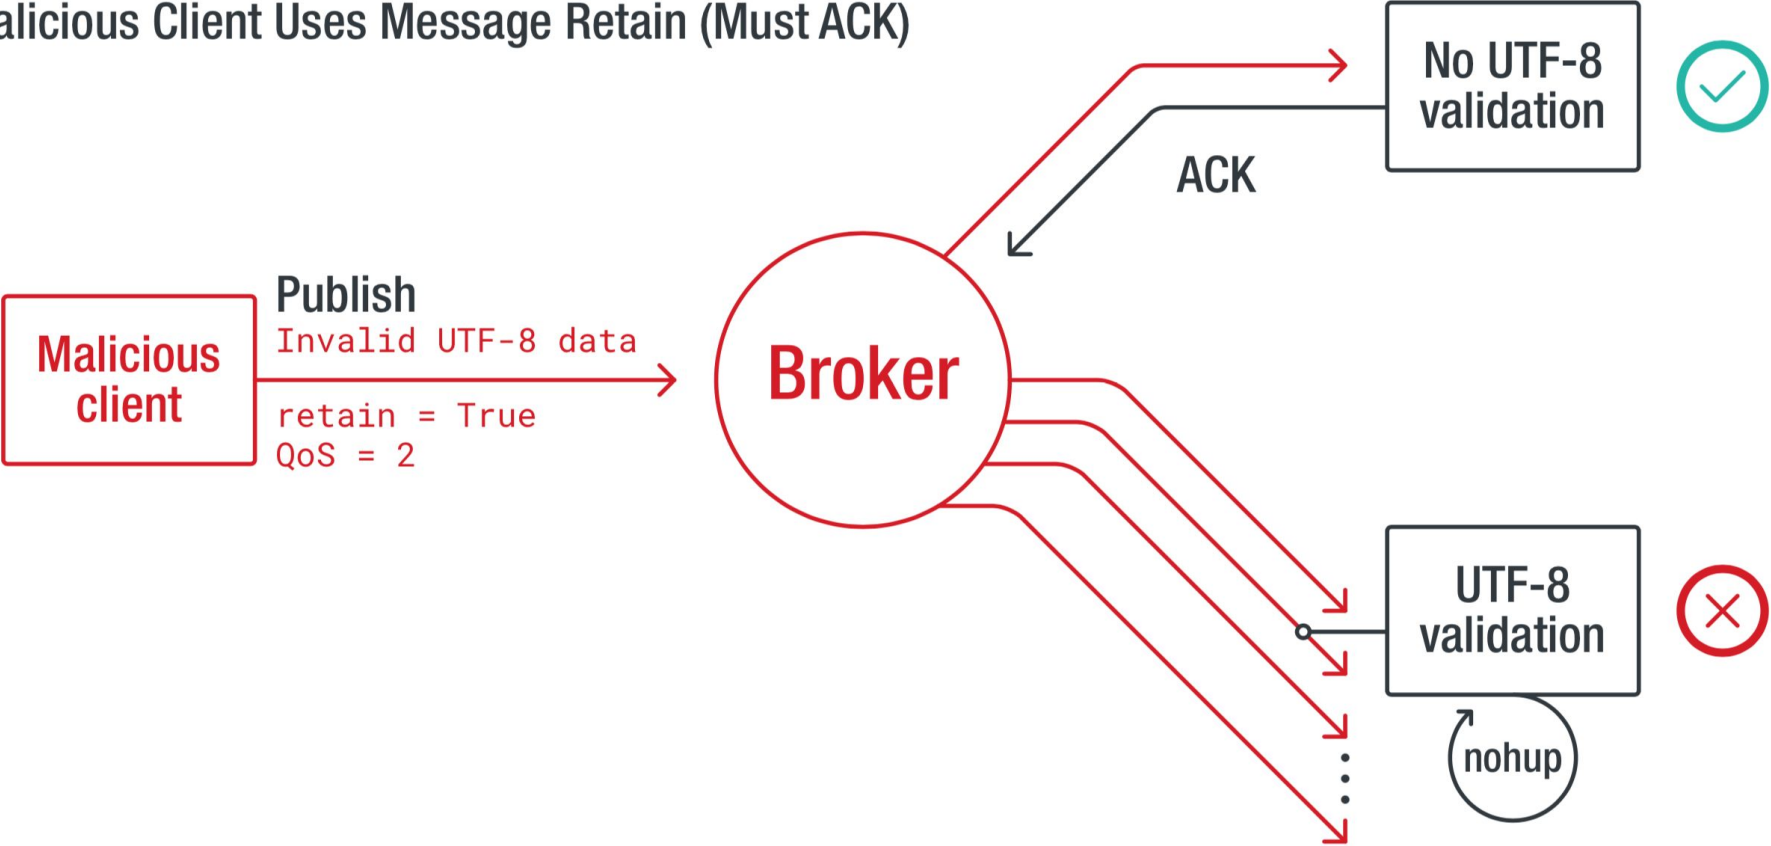 alicious Client Uses Message Retain (Must ACK)
No UTF-8
validation
ACK
Publish
Invalid UTF-8 data
Malicious
client
retain = True
QoS = 2
Broker
UTF-8
validation
nohup